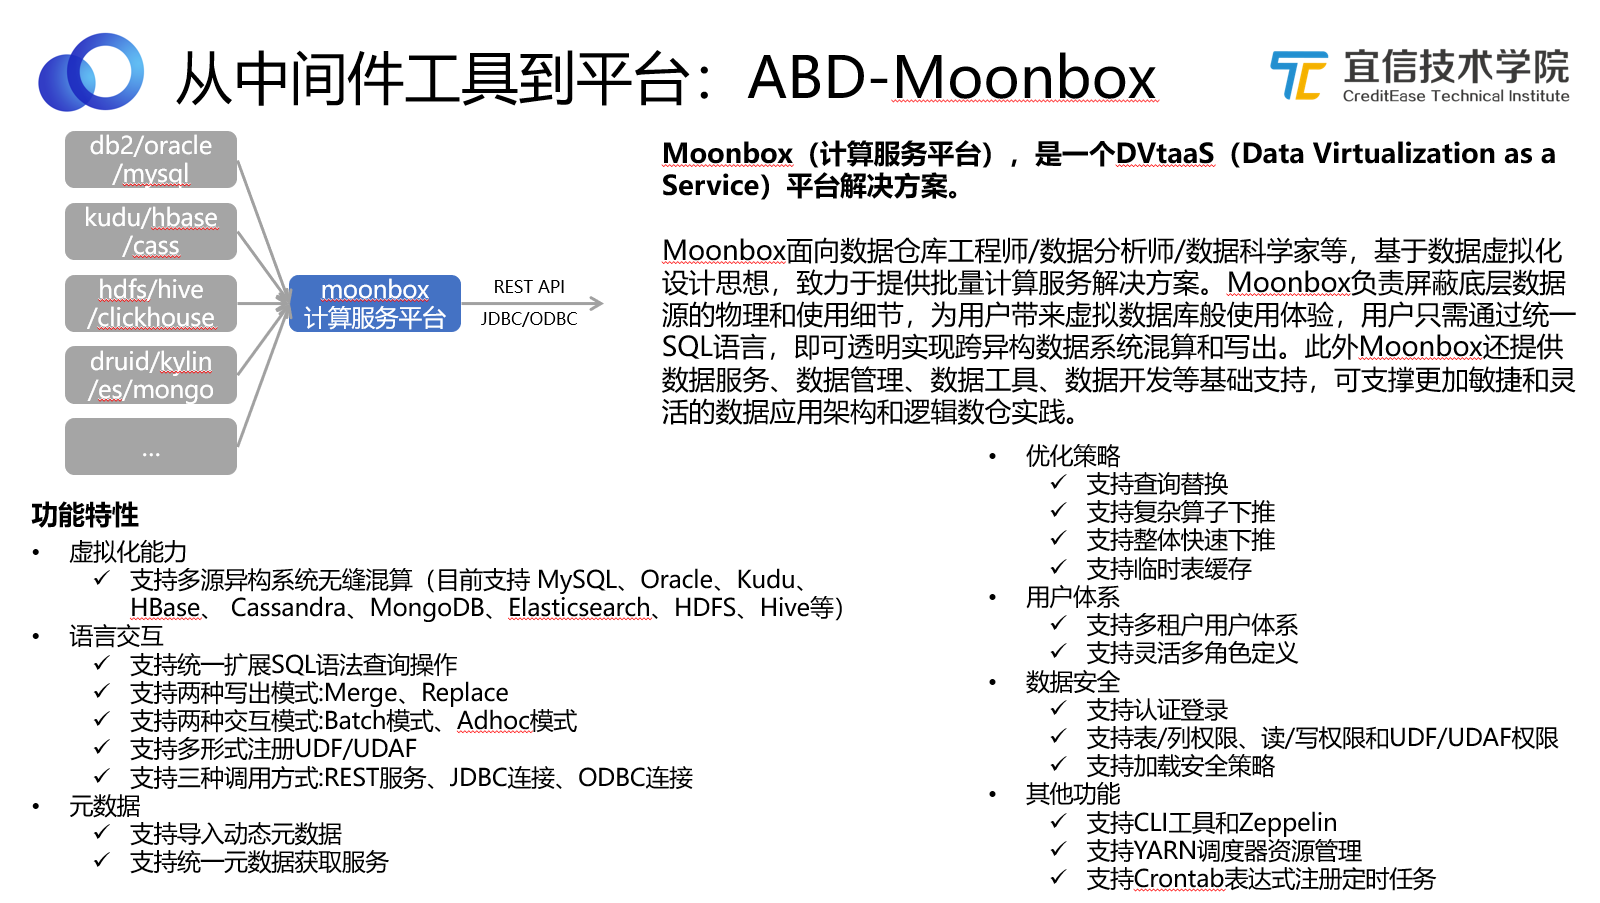 从中间件工具到平台：ABD-Moonbox
宜信技术学院
CreditEase Technical Institute
db2/oracle
/mysql
kudu/hbase
/cass
hdfs/hive
/clickhouse
druid/kylin
/es/mongo
...
moonbox
计算服务平台
REST API
JDBC/ODBC
Moonbox（计算服务平台），是一个DVtaaS（Data Virtualization as a
Service）平台解决方案。
Moonbox面向数据仓库工程师/数据分析师/数据科学家等，基于数据虚拟化
设计思想，致力于提供批量计算服务解决方案。Moonbox负责屏蔽底层数据
源的物理和使用细节，为用户带来虚拟数据库般使用体验，用户只需通过统一
SQL语言，即可透明实现跨异构数据系统混算和写出。此外Moonbox还提供
数据服务、数据管理、数据工具、数据开发等基础支持，可支撑更加敏捷和灵
活的数据应用架构和逻辑数仓实践。
功能特性
• 虚拟化能力
✓ 支持多源异构系统无缝混算（目前支持 MySQL、Oracle、Kudu、
HBase、 Cassandra、MongoDB、Elasticsearch、HDFS、Hive等）
• 语言交互
✓ 支持统一扩展SQL语法查询操作
✓ 支持两种写出模式:Merge、Replace
✓ 支持两种交互模式:Batch模式、Adhoc模式
✓ 支持多形式注册UDF/UDAF
✓ 支持三种调用方式:REST服务、JDBC连接、ODBC连接
• 元数据
✓ 支持导入动态元数据
✓ 支持统一元数据获取服务
• 优化策略
✓ 支持查询替换
✓ 支持复杂算子下推
✓ 支持整体快速下推
✓ 支持临时表缓存
• 用户体系
✓ 支持多租户用户体系
✓ 支持灵活多角色定义
• 数据安全
✓ 支持认证登录
✓ 支持表/列权限、读/写权限和UDF/UDAF权限
✓ 支持加载安全策略
• 其他功能
✓ 支持CLI工具和Zeppelin
✓ 支持YARN调度器资源管理
✓ 支持Crontab表达式注册定时任务